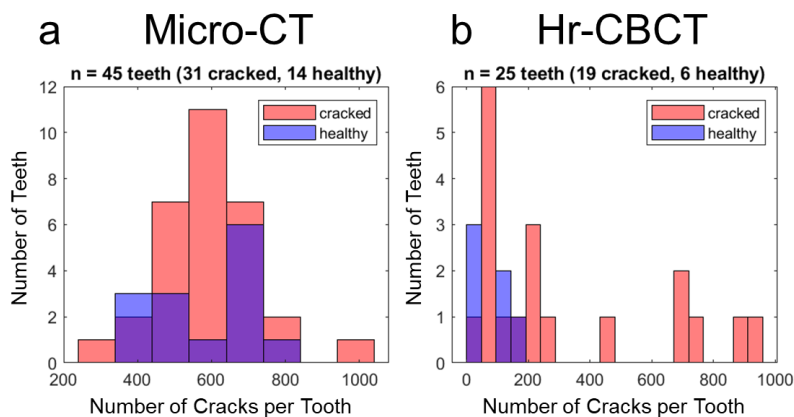 a Micro-CT
n = 45 teeth (31 cracked, 14 healthy)
12
10
8
6
4
2
0
Number of Teeth
cracked
healthy
200 400 600 800 1000
Number of Cracks per Tooth
b Hr-CBCT
n = 25 teeth (19 cracked, 6 healthy)
6
5
4
3
2
1
0
Number of Teeth
cracked
healthy
0 200 400 600 800 1000
Number of Cracks per Tooth